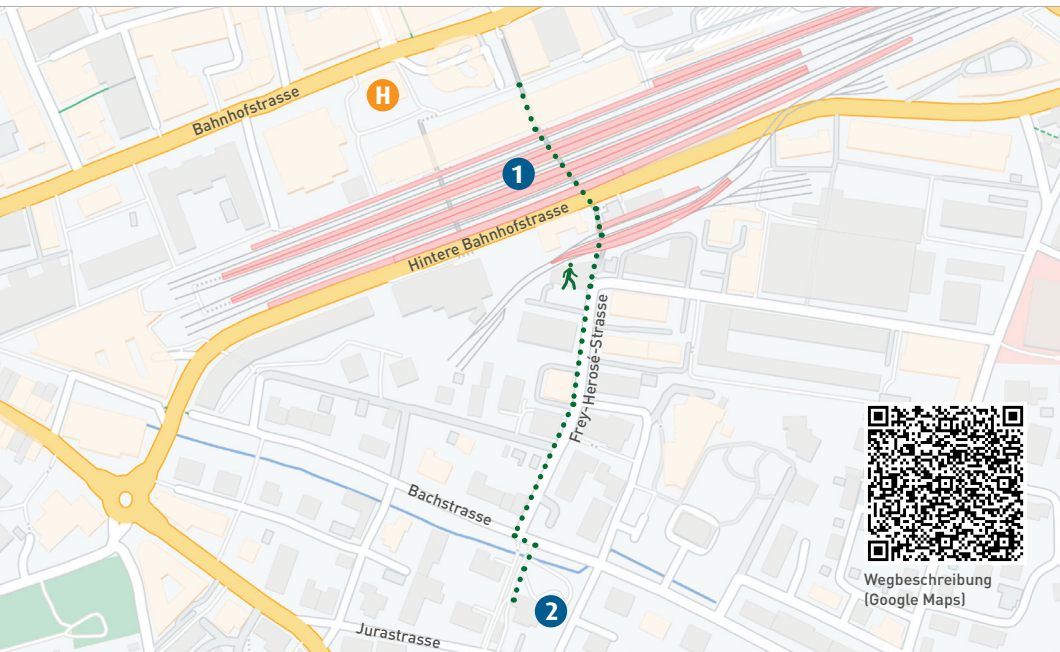 Bahnhofstrasse
H
1
Hintere Bahnhofstrasse
Frey-Herosé-Strasse
Bachstrasse
Wegbeschreibung
(Google Maps)
2
Jurastrasse